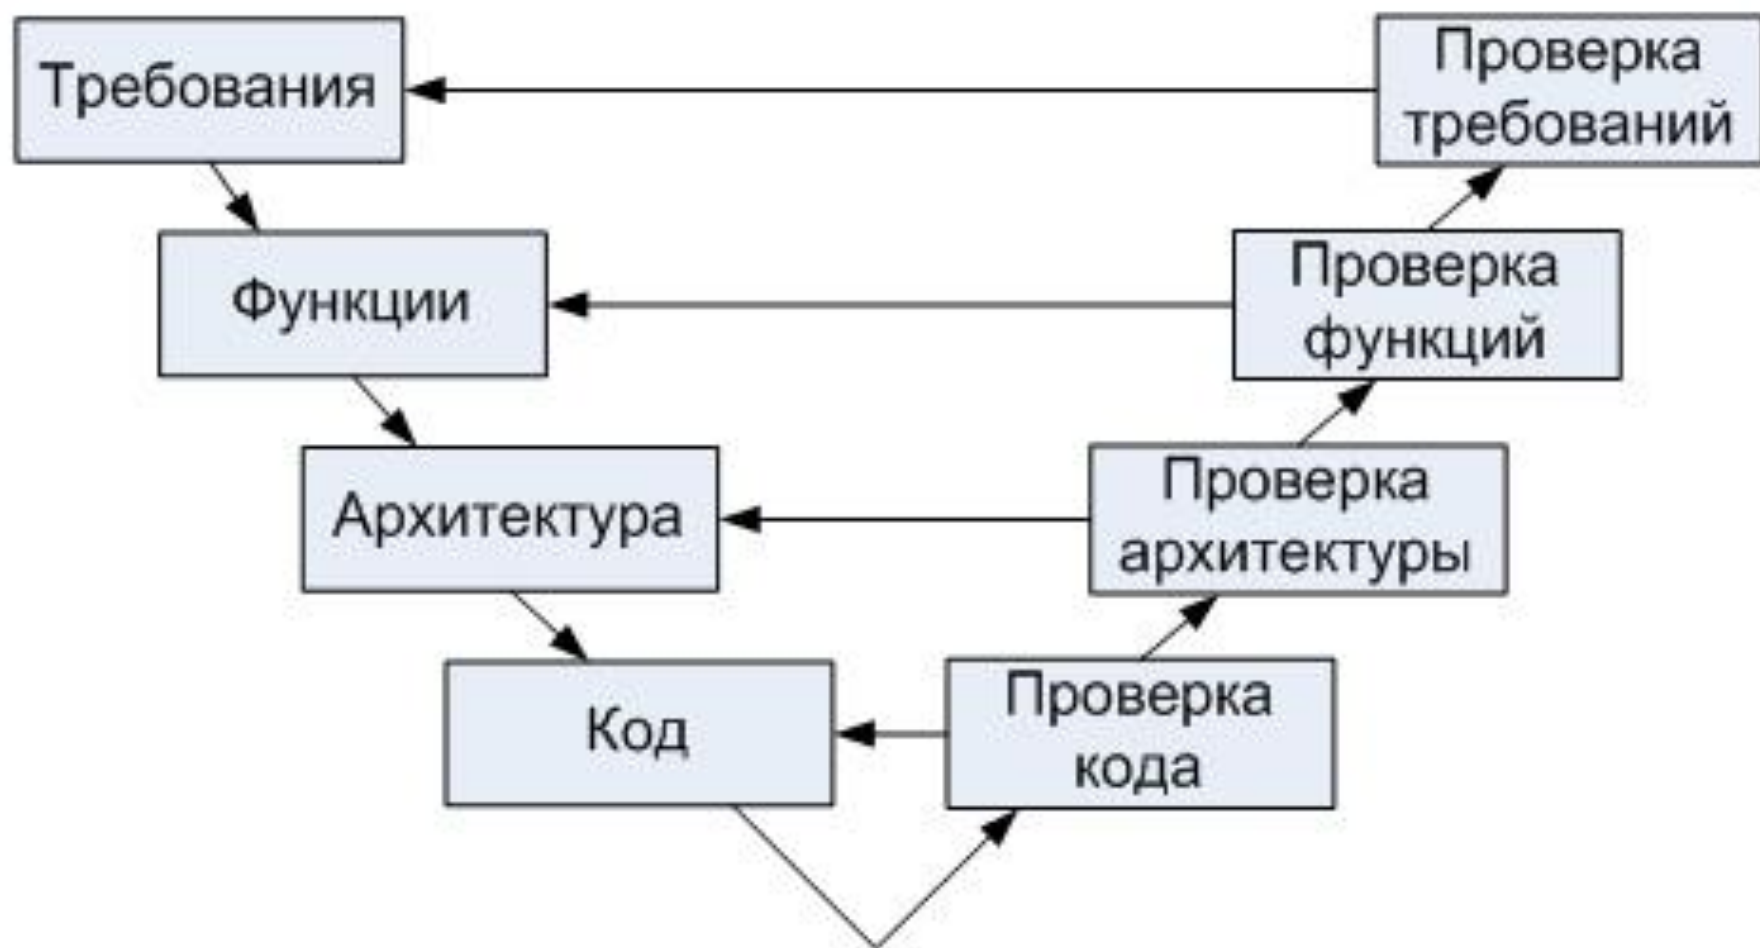 Требования
Проверка
требований
Функции
Проверка
функций
Архитектура
Проверка
архитектуры
Код
Проверка
кода